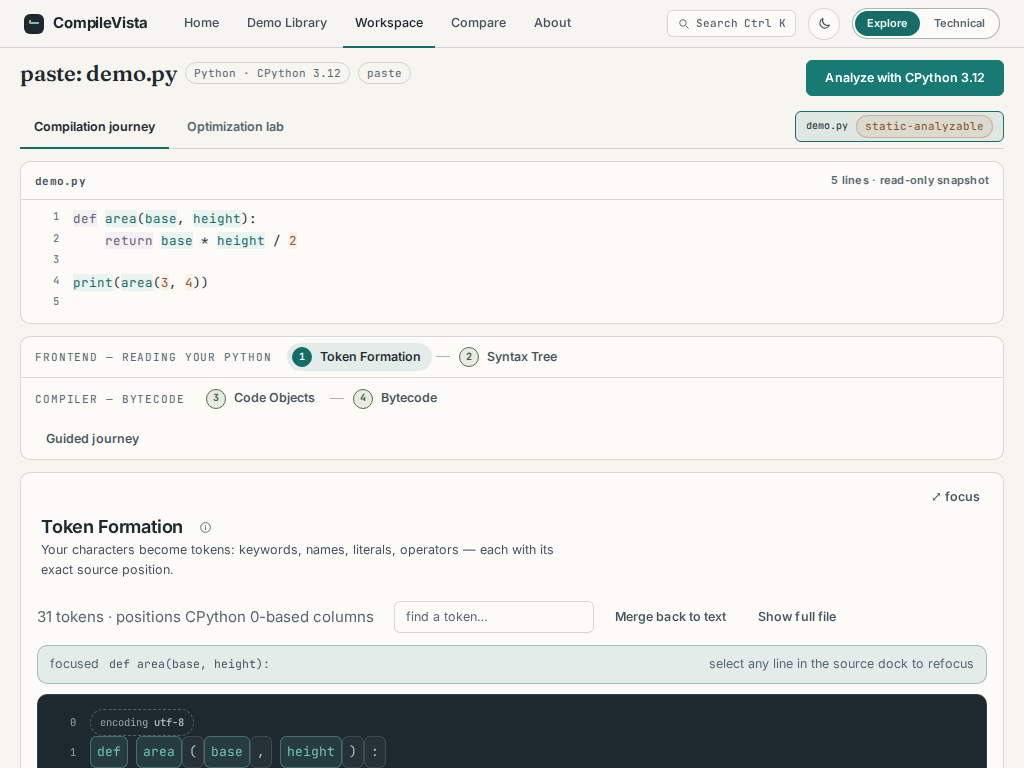 CompileVista Home Demo Library Workspace Compare About Search Ctrl K Explore Technical
paste: demo.py Python · CPython 3.12 paste Analyze with CPython 3.12
Compilation journey Optimization lab demo.py static-analyzable
demo.py 5 lines · read-only snapshot
1 def area(base, height):
2 return base * height / 2
3
4 print(area(3, 4))
5
FRONTEND — READING YOUR PYTHON 1 Token Formation — 2 Syntax Tree
COMPILER — BYTECODE 3 Code Objects — 4 Bytecode
Guided journey
⤢ focus
Token Formation
Your characters become tokens: keywords, names, literals, operators — each with its
exact source position.
31 tokens · positions CPython 0-based columns find a token... Merge back to text Show full file
focused def area(base, height): select any line in the source dock to refocus
0 encoding utf-8
1 def area ( base , height ) :